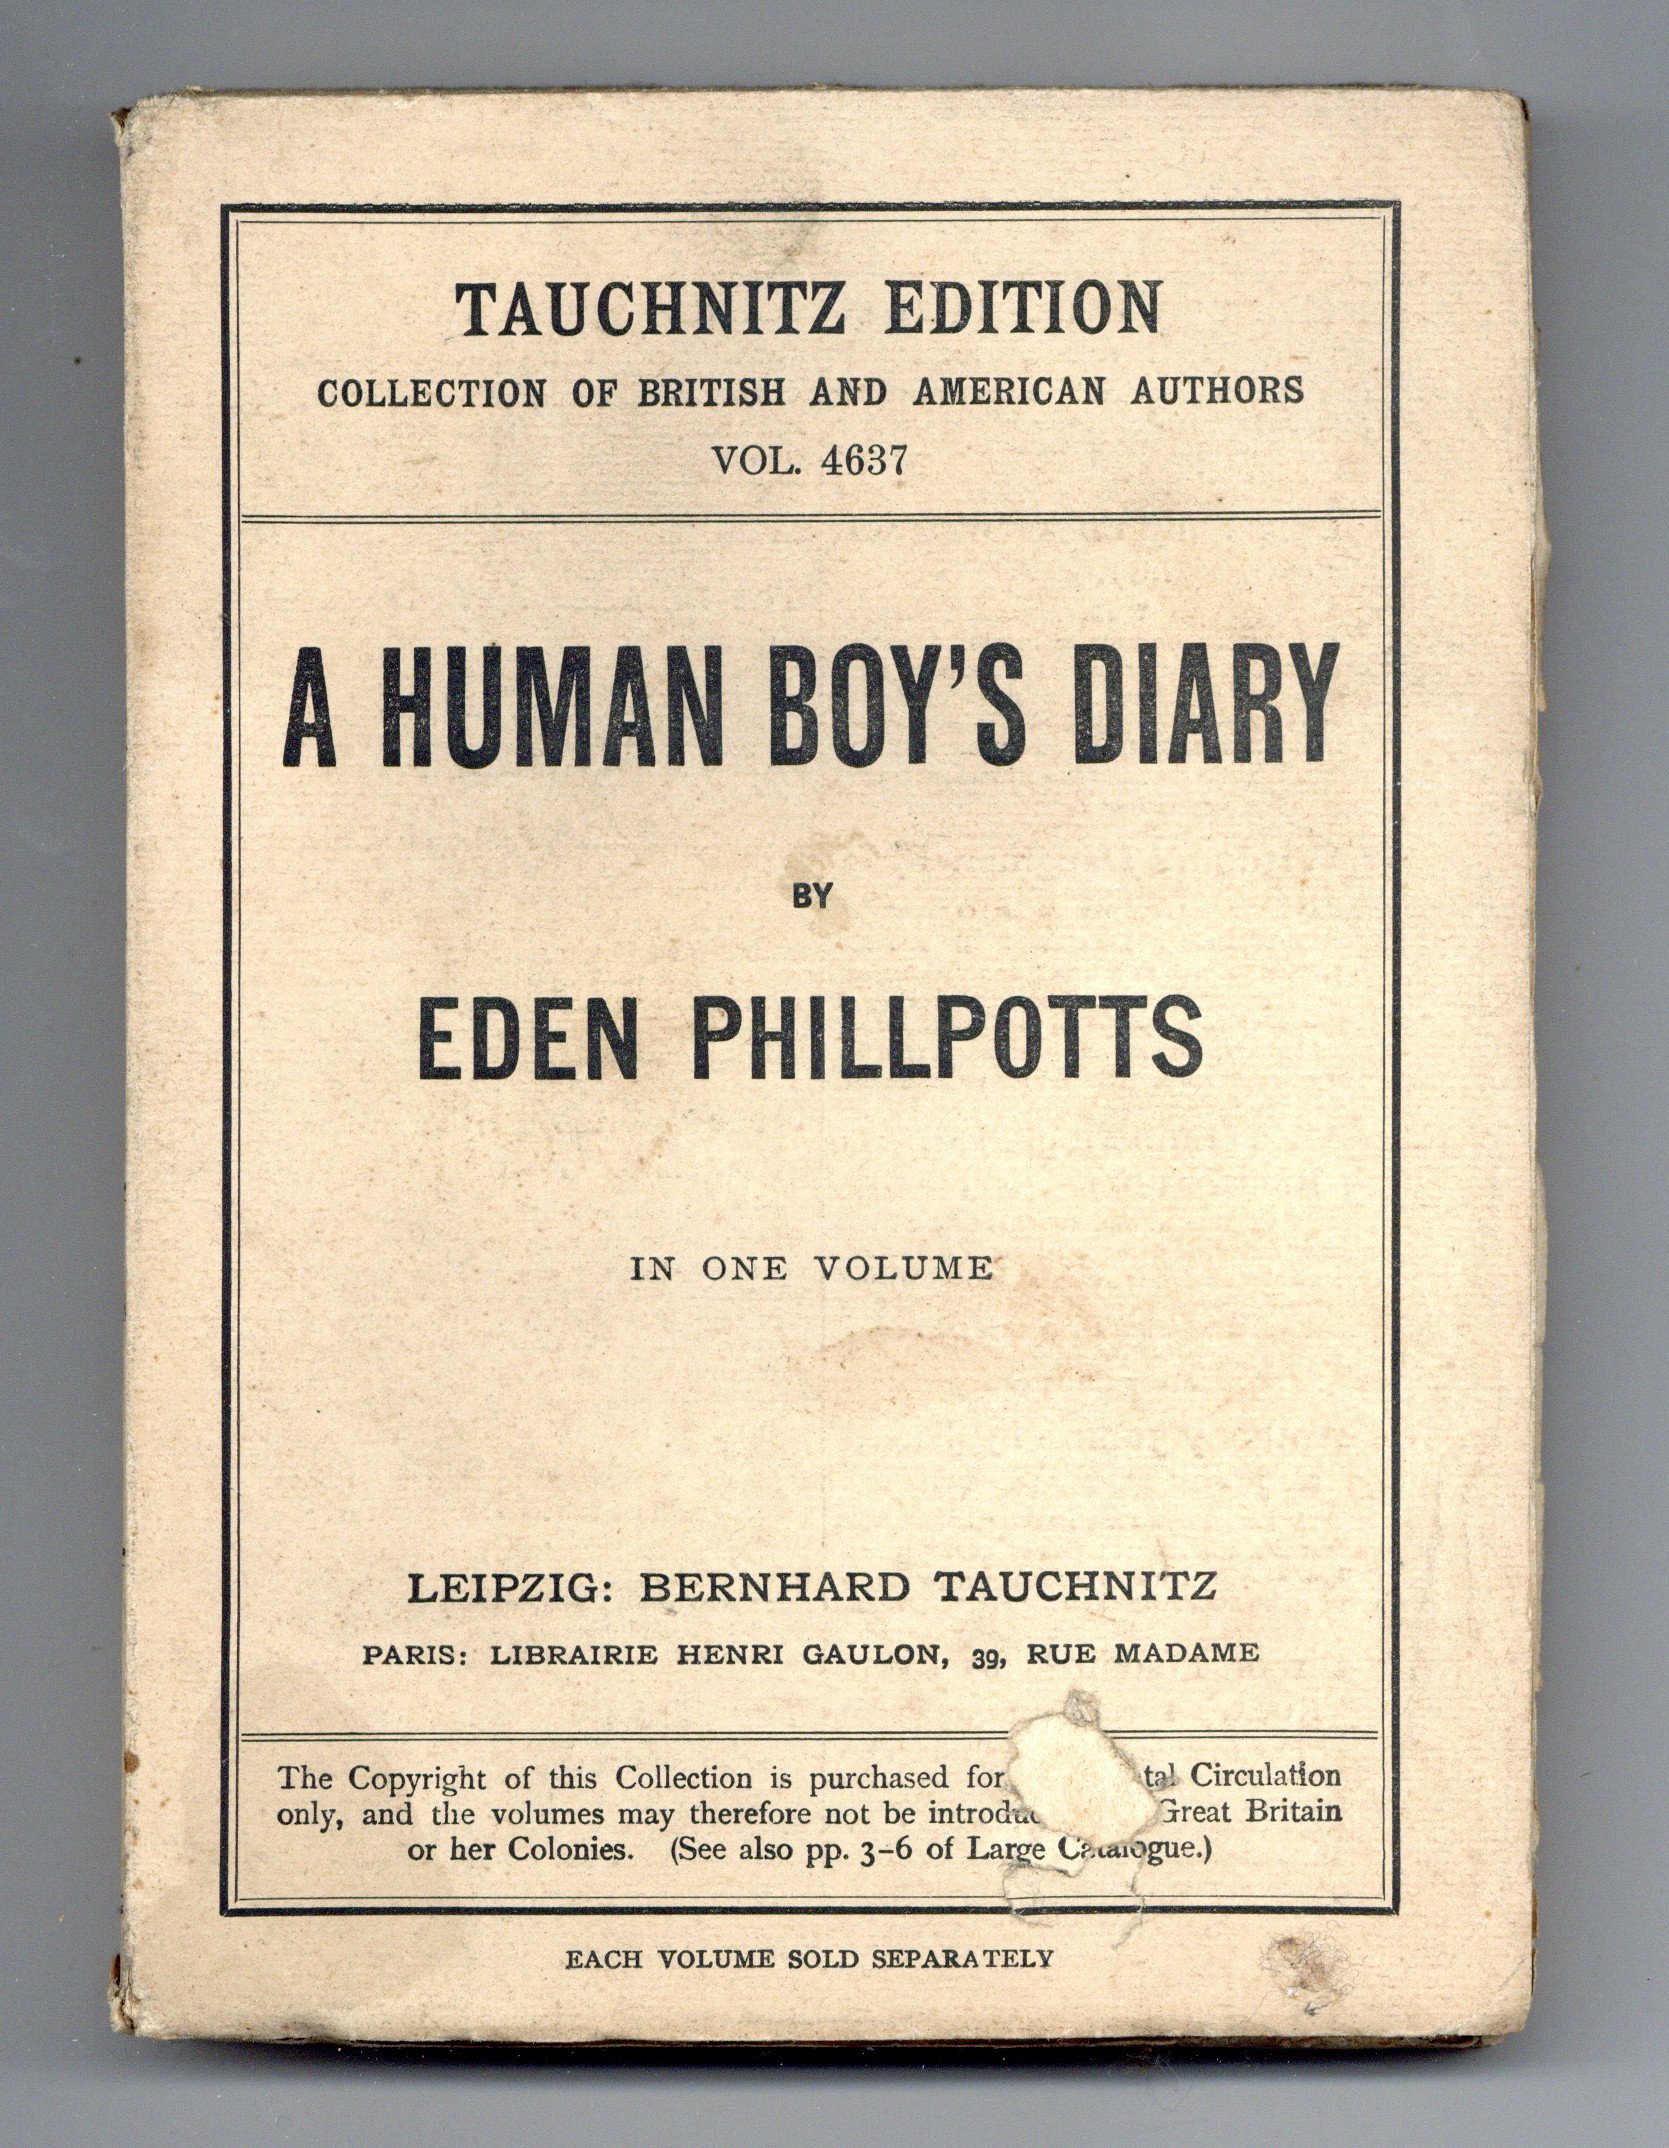 TAUCHNITZ EDITION
COLLECTION OF BRITISH AND AMERICAN AUTHORS
VOL. 4637
A HUMAN BOY'S DIARY
BY
EDEN PHILLPOTTS
IN ONE VOLUME
LEIPZIG: BERNHARD TAUCHNITZ
PARIS: LIBRAIRIE HENRI GAULON, 39, RUE MADAME
The Copyright of this Collection is purchased for Circulation
only, and the volumes may therefore not be Great Britain
or her Colonies. (See also pp. 3-6 of Large Catalogue.)
EACH VOLUME SOLD SEPARATELY